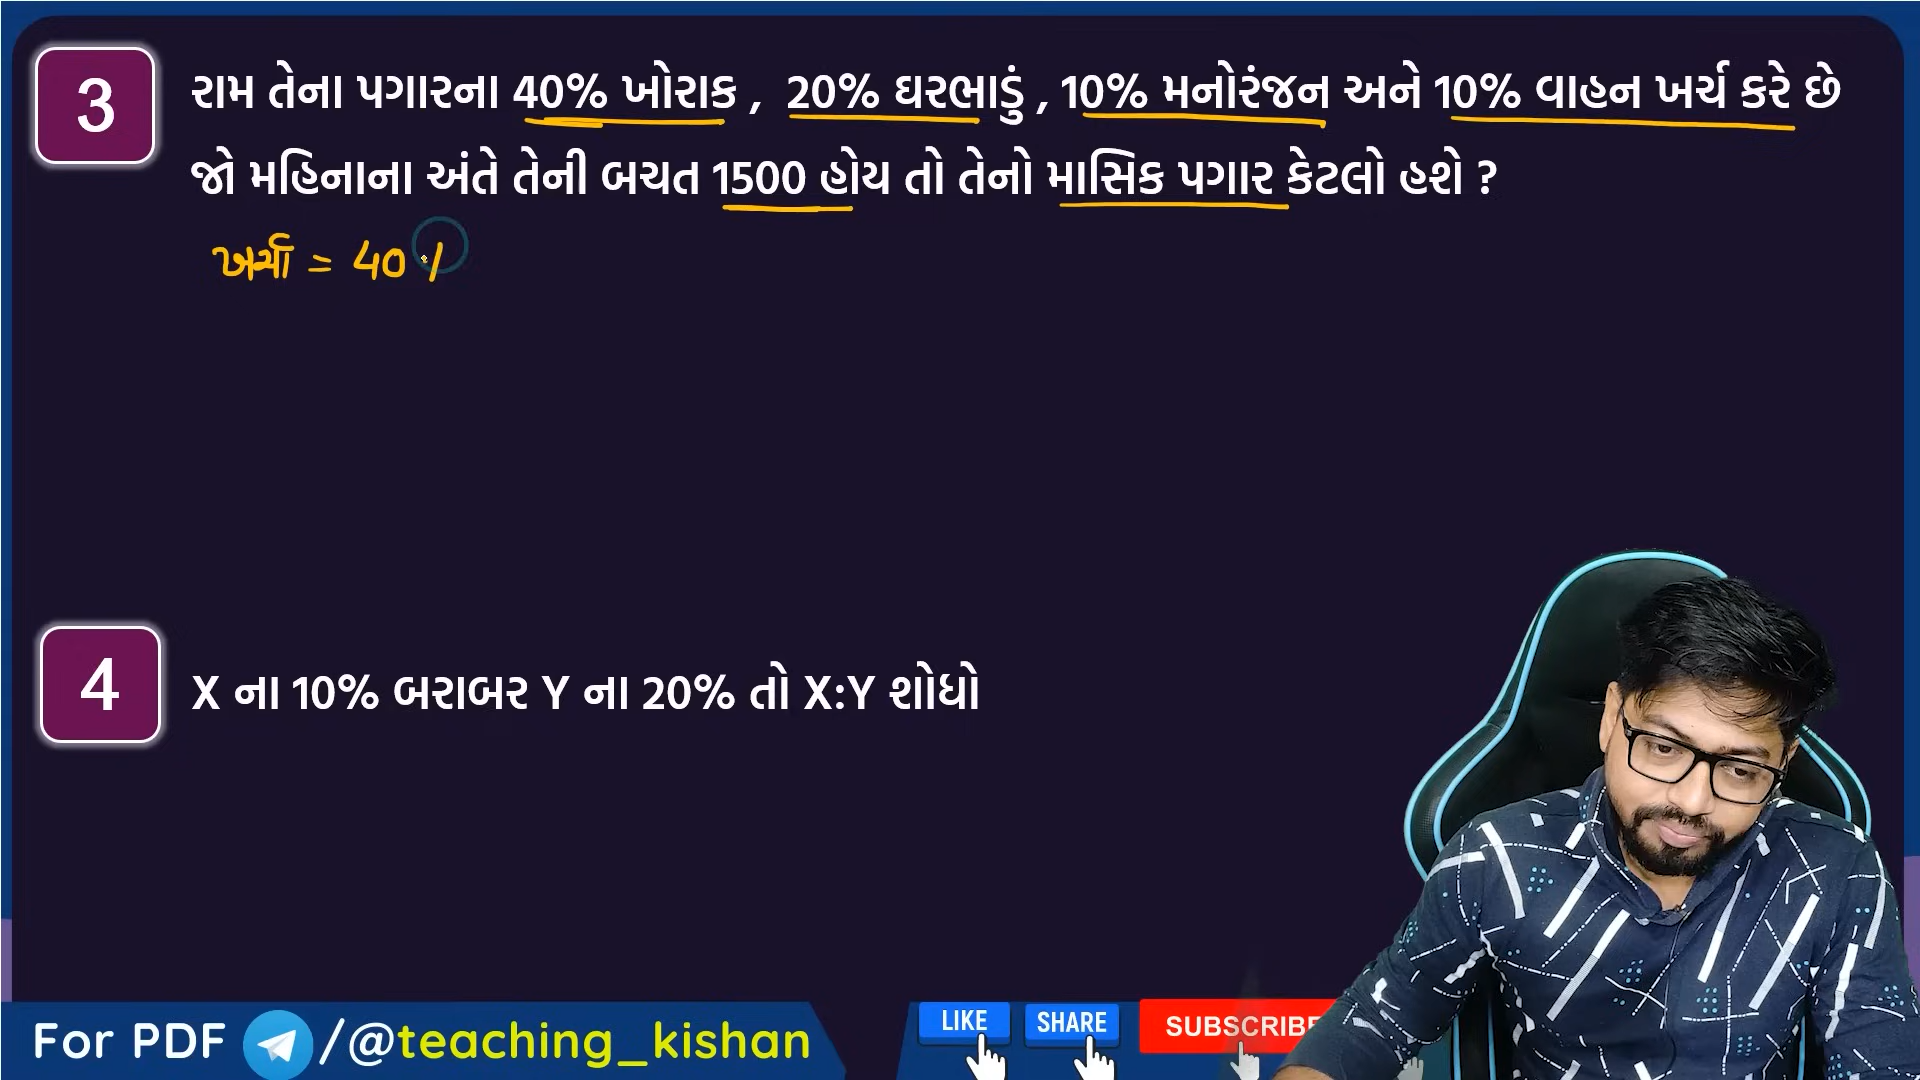 3
રામ તેના પગારના 40% ખોરાક , 20% ઘરભાડું , 10% મનોરંજન અને 10% વાહન ખર્ચ કરે છે
જો મહિનાના અંતે તેની બચત 1500 હોય તો તેનો માસિક પગાર કેટલો હશે ?
ખર્ચા = 40 %
4
X ના 10% બરાબર Y ના 20% તો X:Y શોધો
For PDF /@teaching_kishan
LIKE SHARE SUBSCRIBE